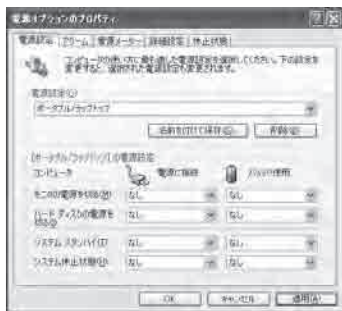 電源オプションのプロパティ
電源設定 アラーム 電源メーター 詳細設定 休止状態
コンピュータの使い方に最も適した電源設定を選択してください。下の設定を
変更すると、選択された電源設定も変更されます。
電源設定(C)
ポータブル/ラップトップ
名前を付けて保存(S)... 削除(D)
[ポータブル/ラップトップ]の電源設定
コンピュータ 電源に接続 バッテリ使用
モニタの電源を切る(M) なし なし
ハード ディスクの電源を
切る(I) なし なし
システム スタンバイ(T) なし なし
システム休止状態(H) なし なし
OK キャンセル 適用(A)